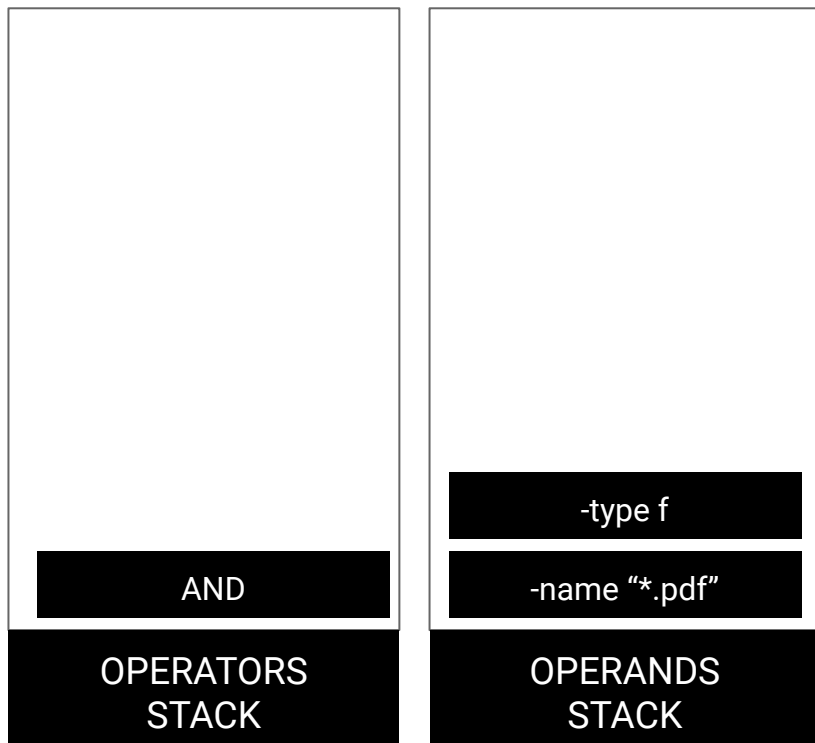 -type f
AND
-name “*.pdf”
OPERATORS
STACK
OPERANDS
STACK